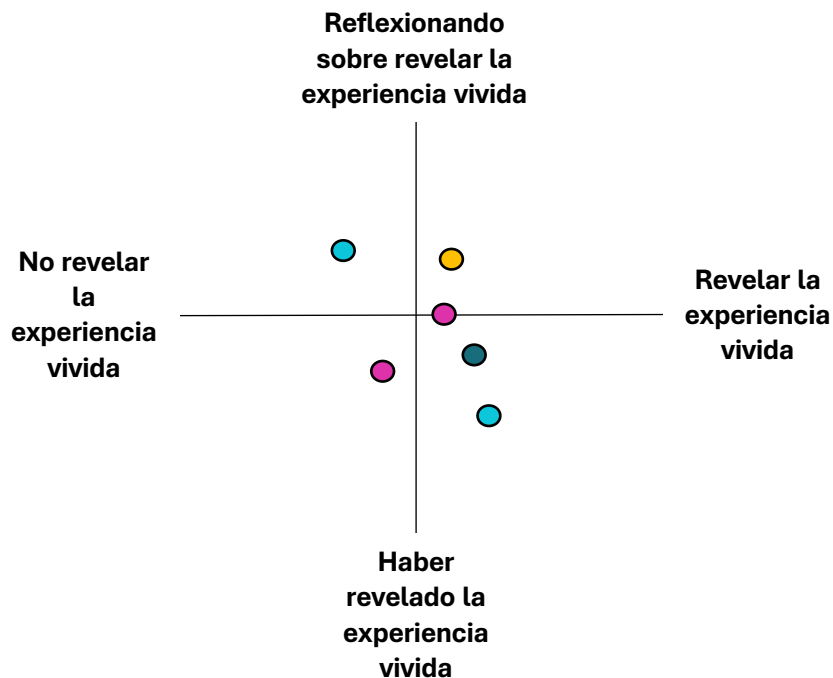 Reflexionando
sobre revelar la
experiencia vivida
No revelar
la
experiencia
vivida
Revelar la
experiencia
vivida
Haber
revelado la
experiencia
vivida